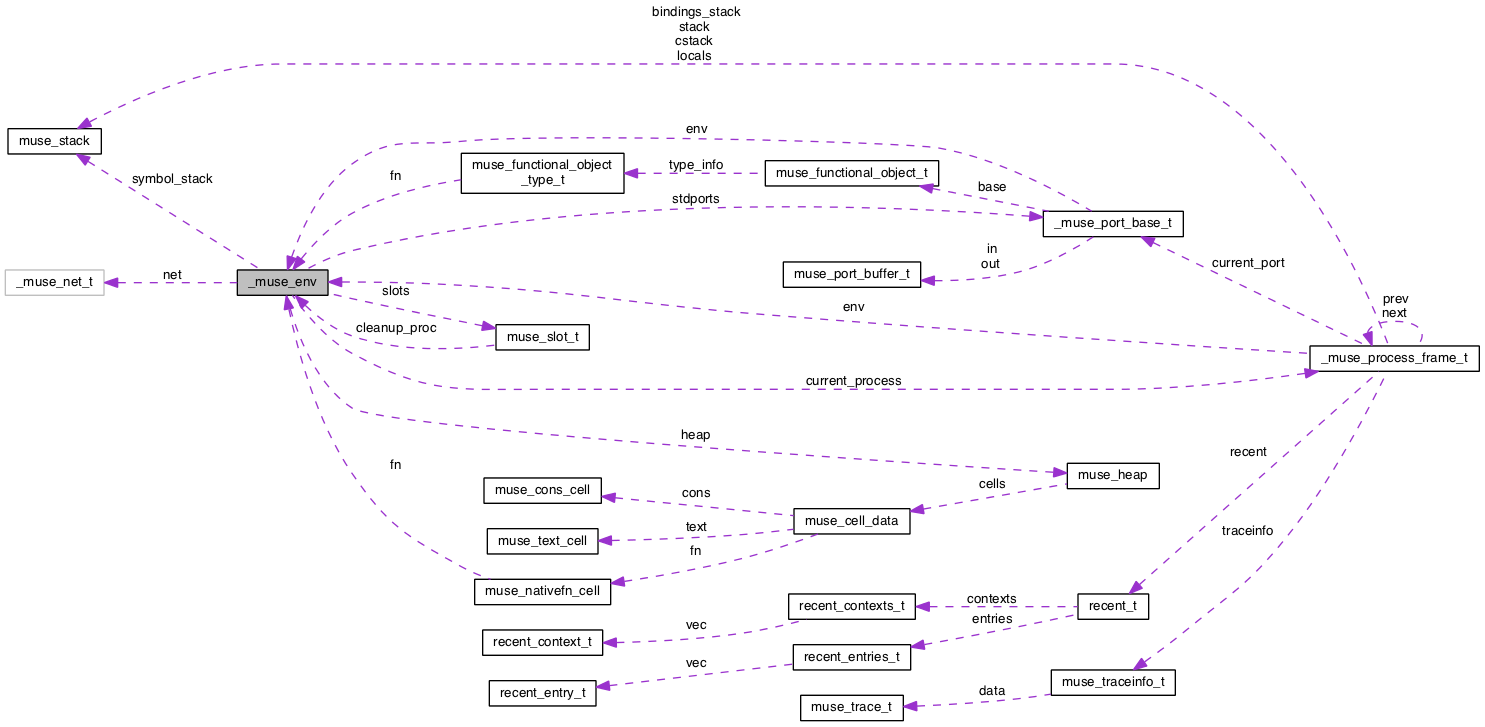 bindings_stack
stack
cstack
locals
muse_stack
env
muse_functional_object
_type_t
type_info
muse_functional_object_t
fn
symbol_stack
base
stdports
_muse_port_base_t
in
out
muse_port_buffer_t
current_port
_muse_net_t
net
_muse_env
slots
env
prev
next
cleanup_proc
muse_slot_t
_muse_process_frame_t
current_process
heap
muse_heap
recent
fn
muse_cons_cell
cons
cells
muse_cell_data
text
muse_text_cell
fn
traceinfo
muse_nativefn_cell
recent_contexts_t
contexts
recent_t
entries
vec
recent_context_t
recent_entries_t
vec
recent_entry_t
muse_traceinfo_t
data
muse_trace_t